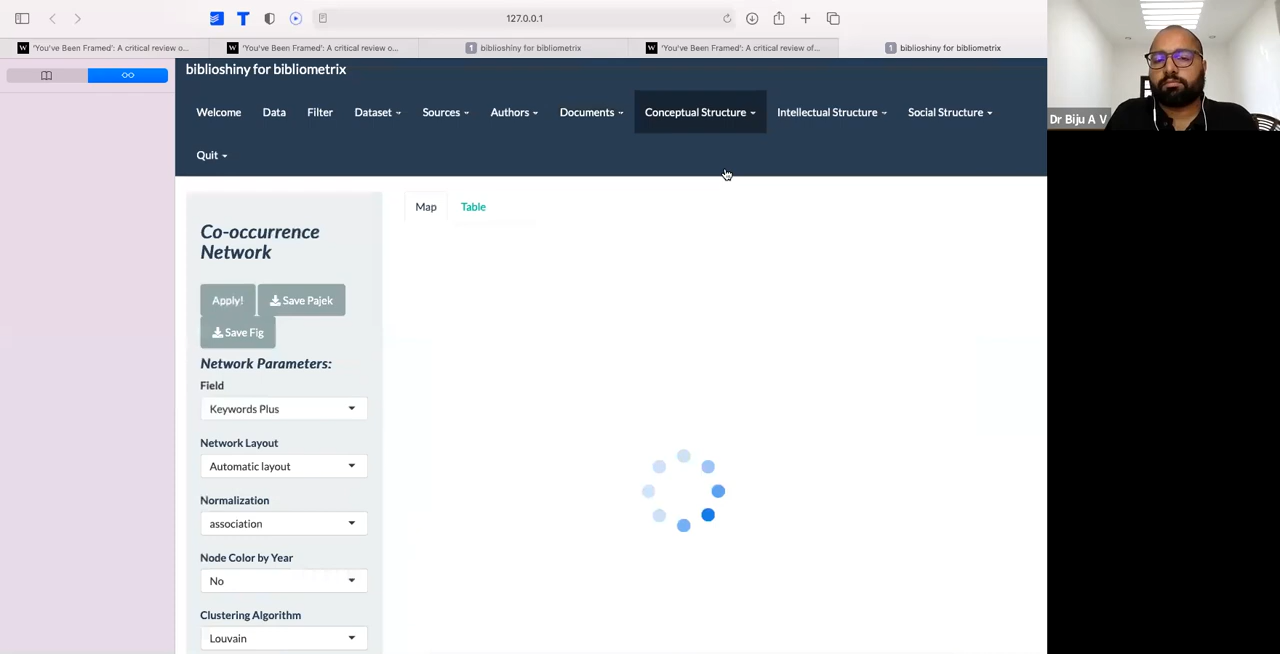 127.0.0.1
'You've Been Framed': A critical review o...
'You've Been Framed': A critical review o...
biblioshiny for bibliometrix
'You've Been Framed': A critical review of...
biblioshiny for bibliometrix
biblioshiny for bibliometrix
Welcome Data Filter Dataset Sources Authors Documents Conceptual Structure Intellectual Structure Social Structure
Quit
Dr Biju A V
Map Table
Co-occurrence
Network
Apply! Save Pajek
Save Fig
Network Parameters:
Field
Keywords Plus
Network Layout
Automatic layout
Normalization
association
Node Color by Year
No
Clustering Algorithm
Louvain